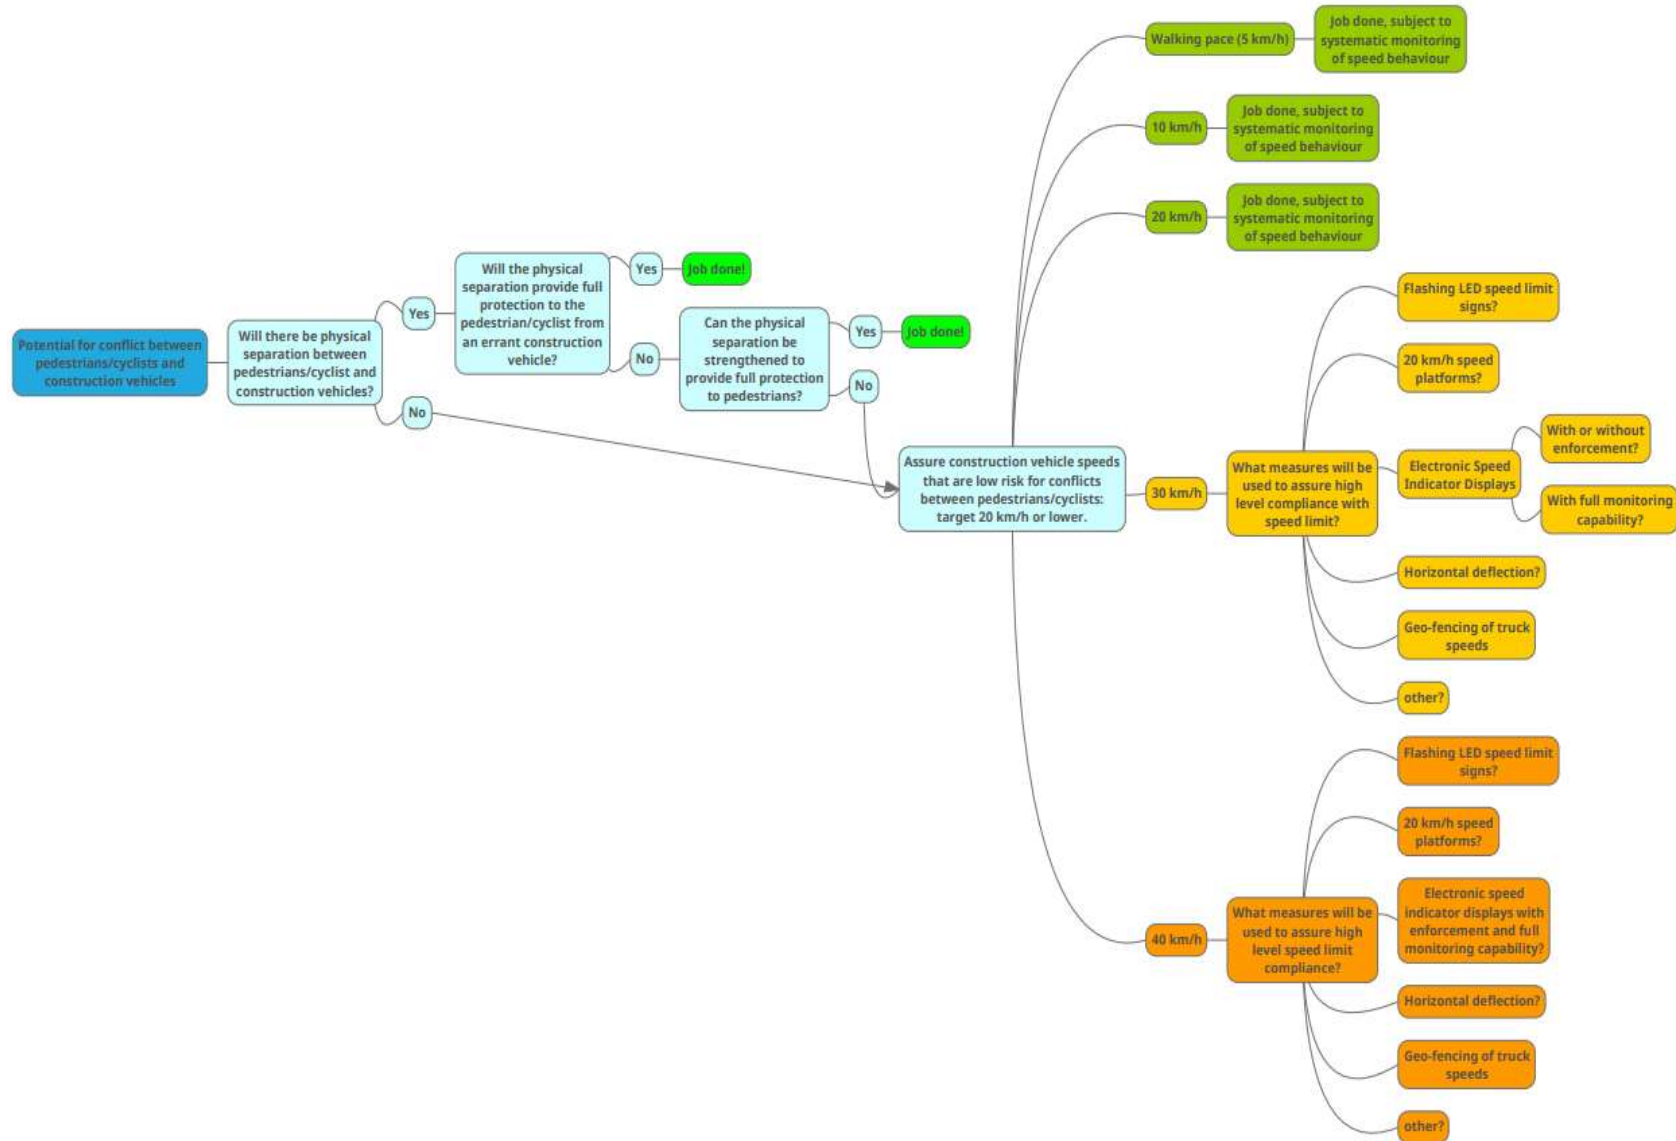 Potential for conflict between
pedestrians/cyclists and
construction vehicles
Will there be physical
separation between
pedestrians/cyclist and
construction vehicles?
Yes
No
Will the physical
separation provide full
protection to the
pedestrian/cyclist from
an errant construction
vehicle?
Yes
Job done!
No
Can the physical
separation be
strengthened to
provide full protection
to pedestrians?
Yes
Job done!
No
Assure construction vehicle speeds
that are low risk for conflicts
between pedestrians/cyclists:
target 20 km/h or lower.
Walking pace (5 km/h)
Job done, subject to
systematic monitoring
of speed behaviour
10 km/h
Job done, subject to
systematic monitoring
of speed behaviour
20 km/h
Job done, subject to
systematic monitoring
of speed behaviour
30 km/h
What measures will be
used to assure high
level compliance with
speed limit?
Flashing LED speed limit
signs?
20 km/h speed
platforms?
Electronic Speed
Indicator Displays
With or without
enforcement?
With full monitoring
capability?
Horizontal deflection?
Geo-fencing of truck
speeds
other?
40 km/h
What measures will be
used to assure high
level speed limit
compliance?
Flashing LED speed limit
signs?
20 km/h speed
platforms?
Electronic speed
indicator displays with
enforcement and full
monitoring capability?
Horizontal deflection?
Geo-fencing of truck
speeds
other?